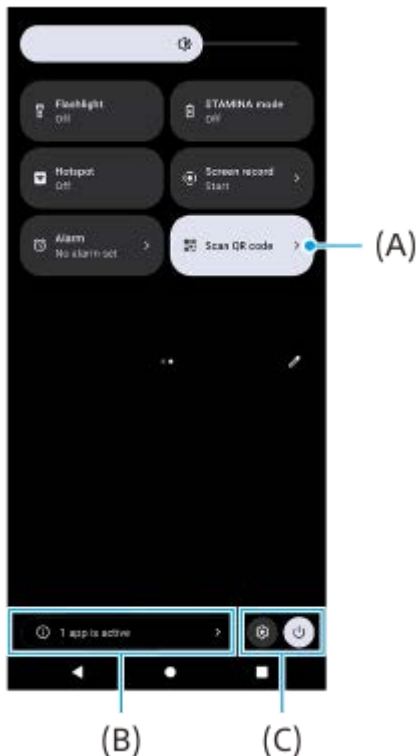 Flashlight
Off
STAMINA mode
Off
Hotspot
Off
Screen record
Start
Alarm
No alarm set
Scan QR code
(A)
1 app is active
(B)
(C)